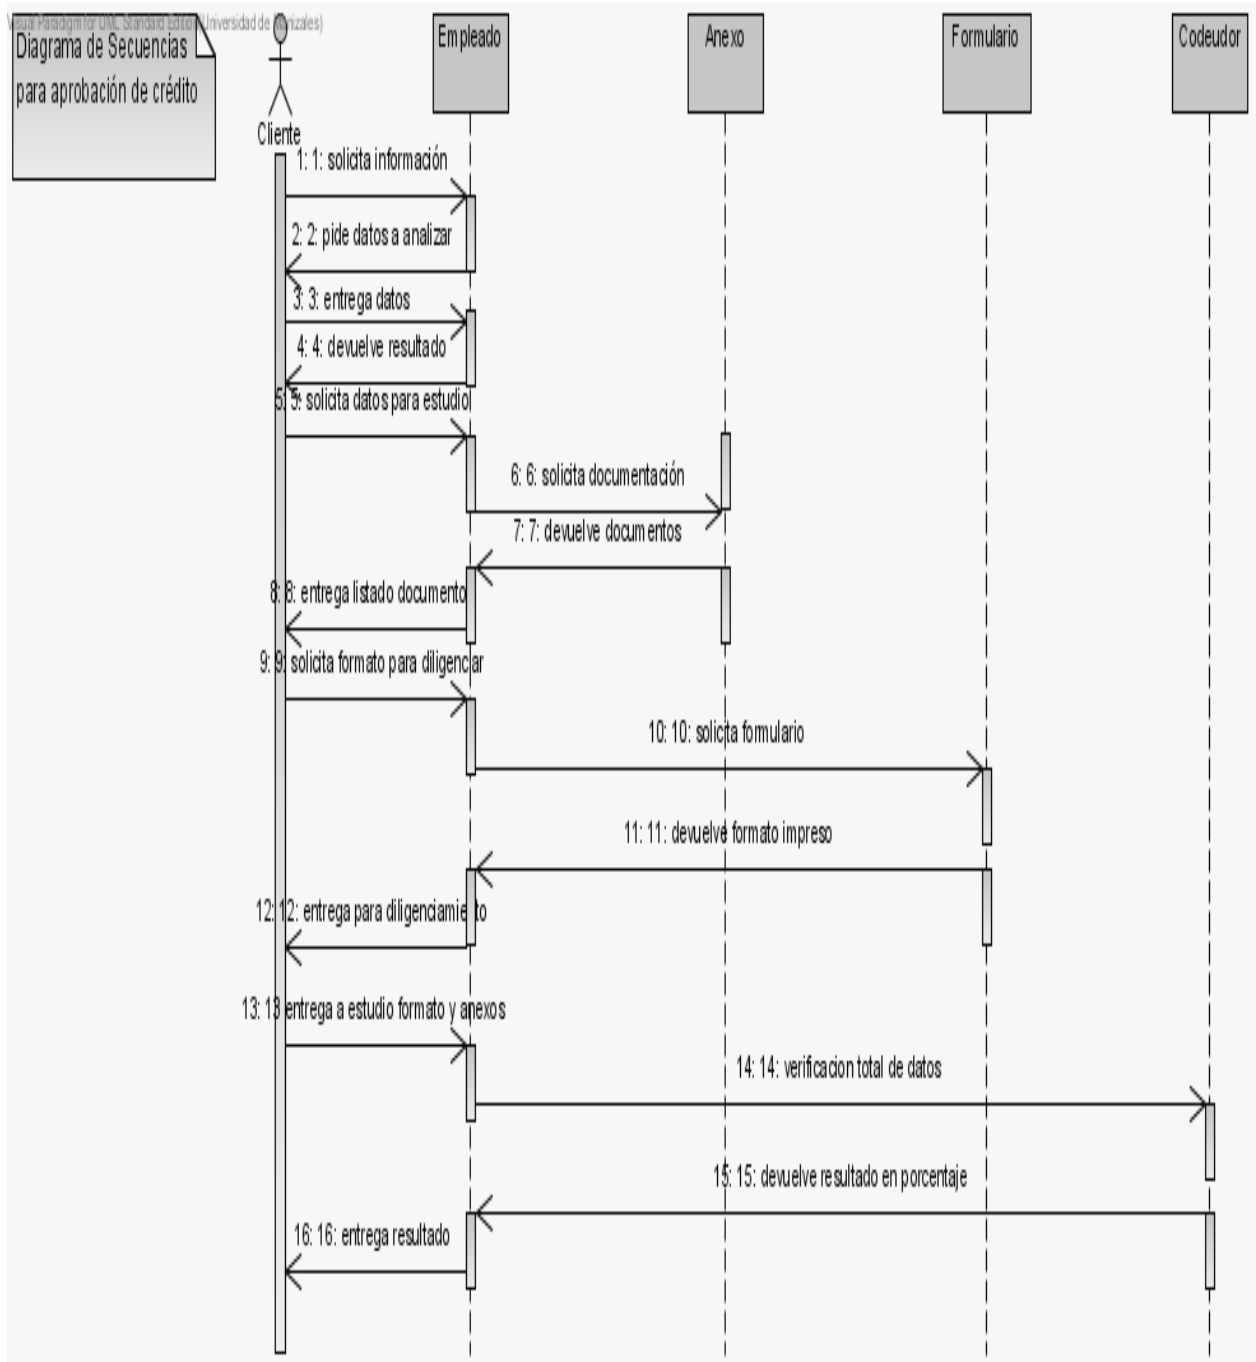 Visual Paradigm for UML Standard Edition(Universidad de Manizales)
Diagrama de Secuencias
para aprobación de crédito
Cliente
Empleado
Anexo
Formulario
Codeudor
1: 1: solicita información
2: 2: pide datos a analizar
3: 3: entrega datos
4: 4: devuelve resultado
5: 5: solicita datos para estudio
6: 6: solicita documentación
7: 7: devuelve documentos
8: 8: entrega listado documento
9: 9: solicita formato para diligenciar
10: 10: solicita formulario
11: 11: devuelve formato impreso
12: 12: entrega para diligenciamiento
13: 13 entrega a estudio formato y anexos
14: 14: verificacion total de datos
15: 15: devuelve resultado en porcentaje
16: 16: entrega resultado